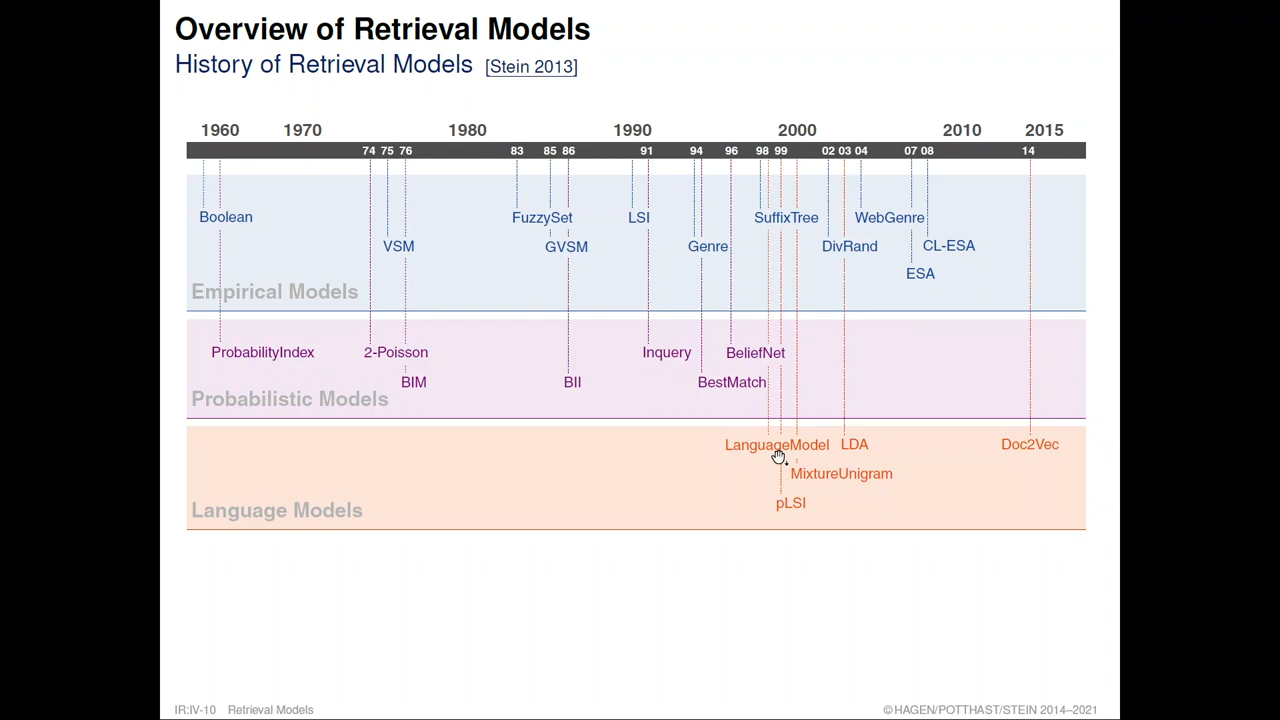 Overview of Retrieval Models
History of Retrieval Models [Stein 2013]
1960 1970 1980 1990 2000 2010 2015
74 75 76 83 85 86 91 94 96 98 99 02 03 04 07 08 14
Boolean FuzzySet LSI SuffixTree WebGenre
VSM GVSM Genre DivRand CL-ESA
ESA
Empirical Models
ProbabilityIndex 2-Poisson Inquery BeliefNet
BIM BII BestMatch
Probabilistic Models
LanguageModel LDA Doc2Vec
MixtureUnigram
pLSI
Language Models
IR:IV-10 Retrieval Models ©HAGEN/POTTHAST/STEIN 2014–2021